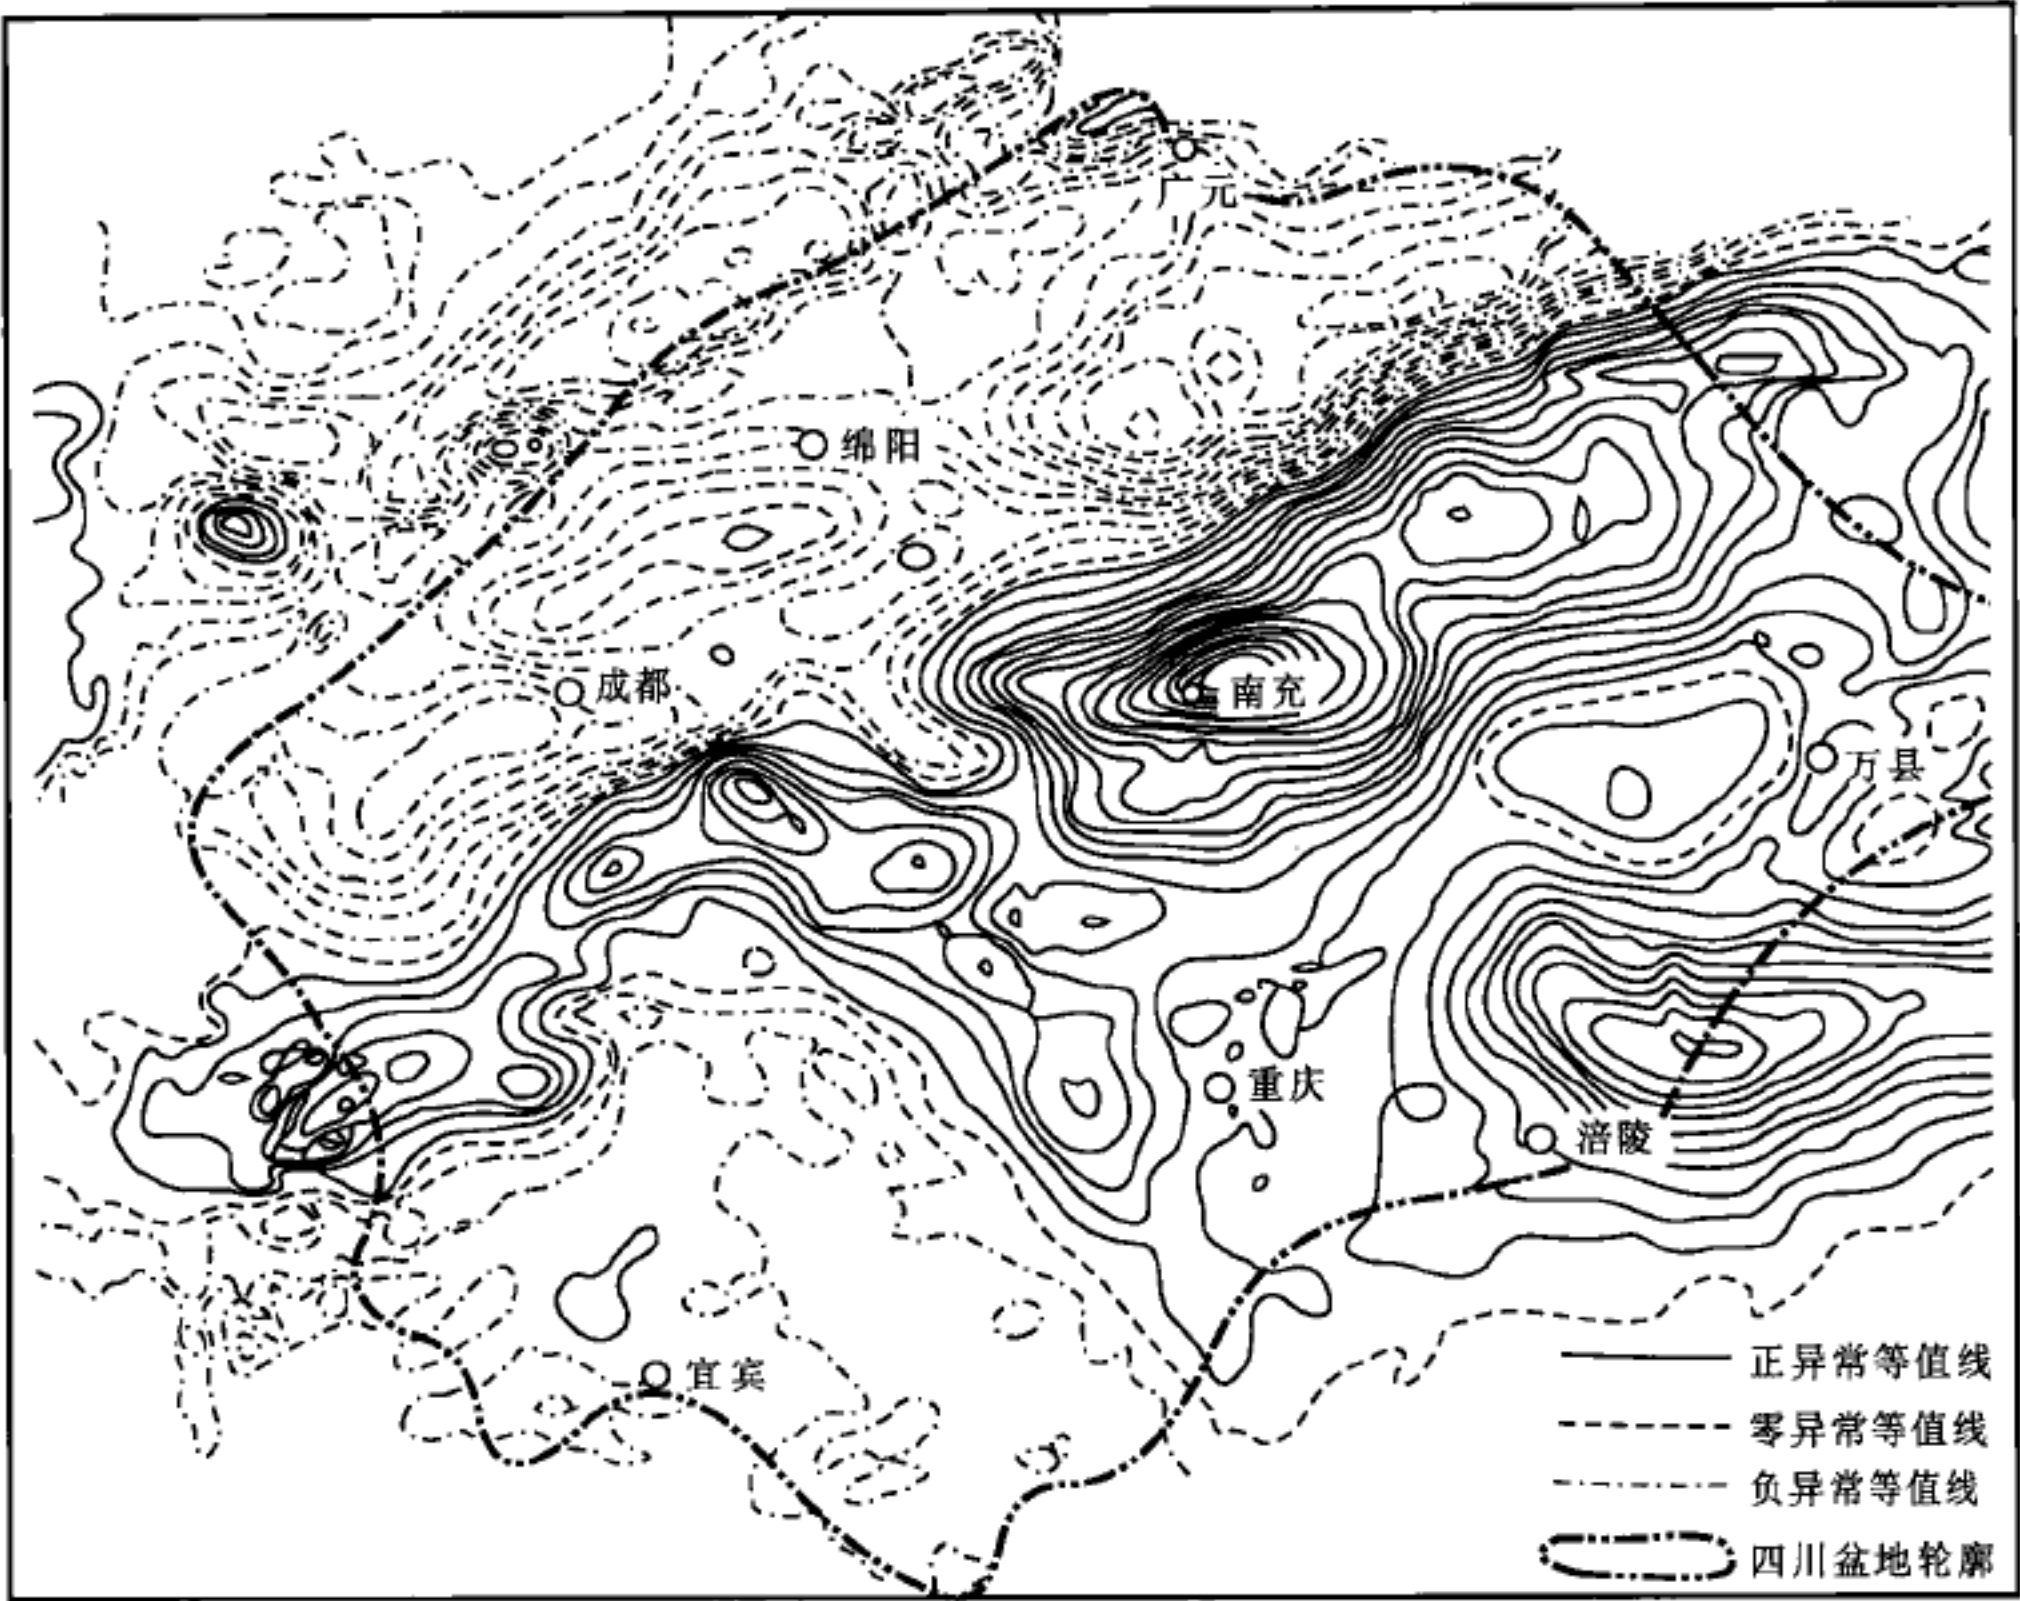 广元
绵阳
成都
南充
万县
重庆
涪陵
宜宾
正异常等值线
零异常等值线
负异常等值线
四川盆地轮廓